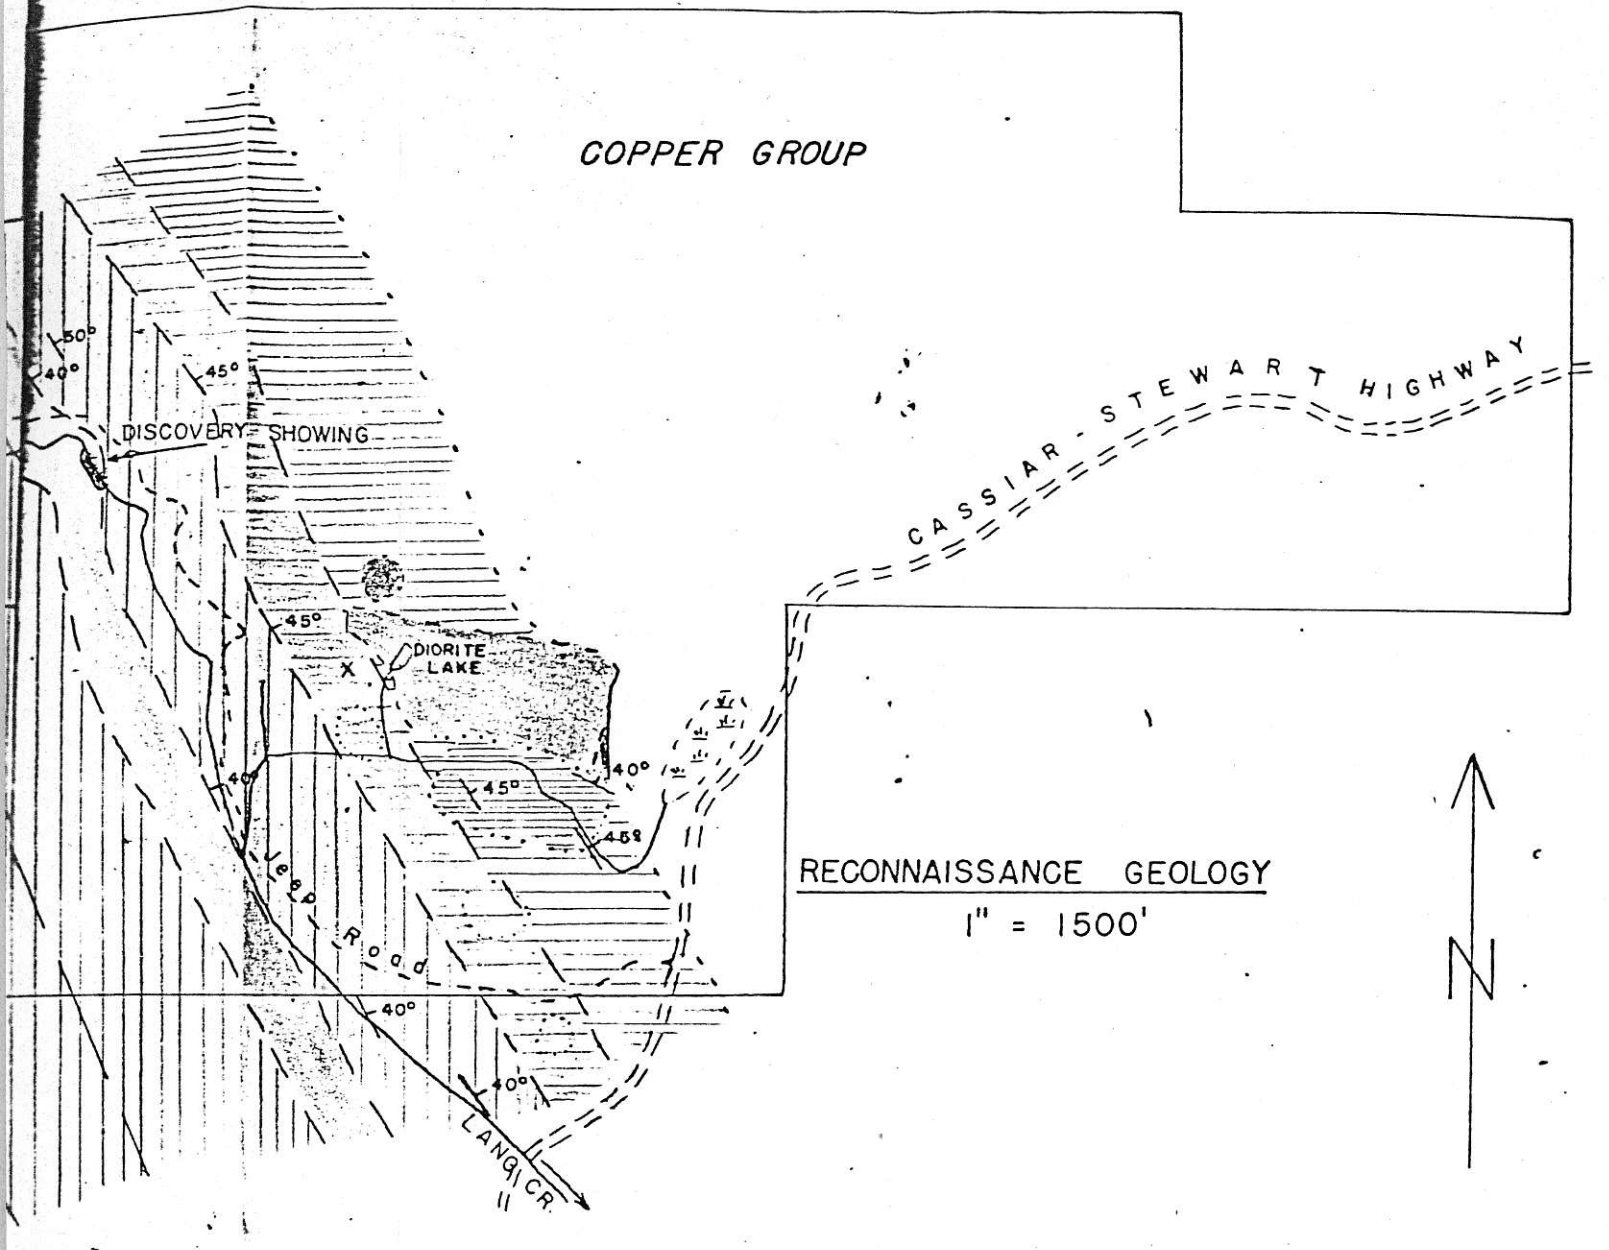 COPPER GROUP
50°
40°
45°
CASSIAR - STEWART HIGHWAY
DISCOVERY SHOWING
45°
X
DIORITE
LAKE
40°
40°
45°
45°
Jeep Road
RECONNAISSANCE GEOLOGY
1" = 1500'
N
40°
40°
LANG CR.